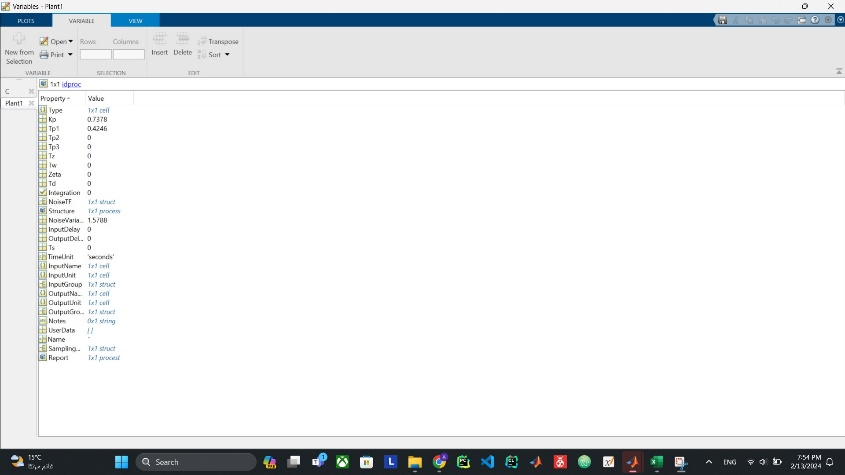 Variables - Plant1
PLOTS VARIABLE VIEW
New from Selection
Open
Print
Rows Columns
Insert Delete
Transpose
Sort
VARIABLE SELECTION EDIT
C
Plant1
1x1 idproc
Property Value
Type 1x1 cell
Kp 0.7378
Tp1 0.4246
Tp2 0
Tp3 0
Tz 0
Tw 0
Zeta 0
Td 0
Integration 0
NoiseTF 1x1 struct
Structure 1x1 process
NoiseVaria... 1.5788
InputDelay 0
OutputDel... 0
Ts 0
TimeUnit 'seconds'
InputName 1x1 cell
InputUnit 1x1 cell
InputGroup 1x1 struct
OutputNa... 1x1 cell
OutputUnit 1x1 cell
OutputGro... 1x1 struct
Notes 0x1 string
UserData []
Name ''
Sampling... 1x1 struct
Report 1x1 procest
15°C
Search
ENG
7:54 PM
2/13/2024